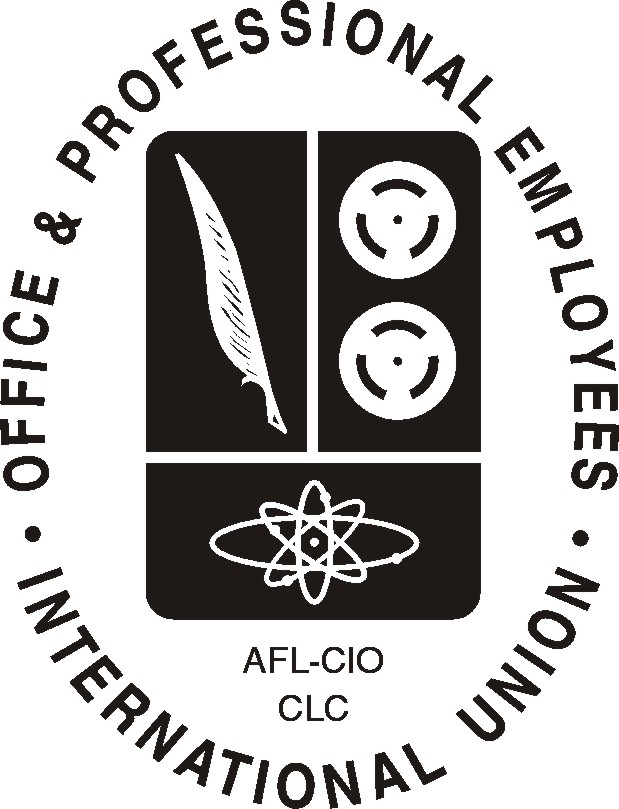 OFFICE & PROFESSIONAL EMPLOYEES
• INTERNATIONAL UNION •
AFL-CIO
CLC